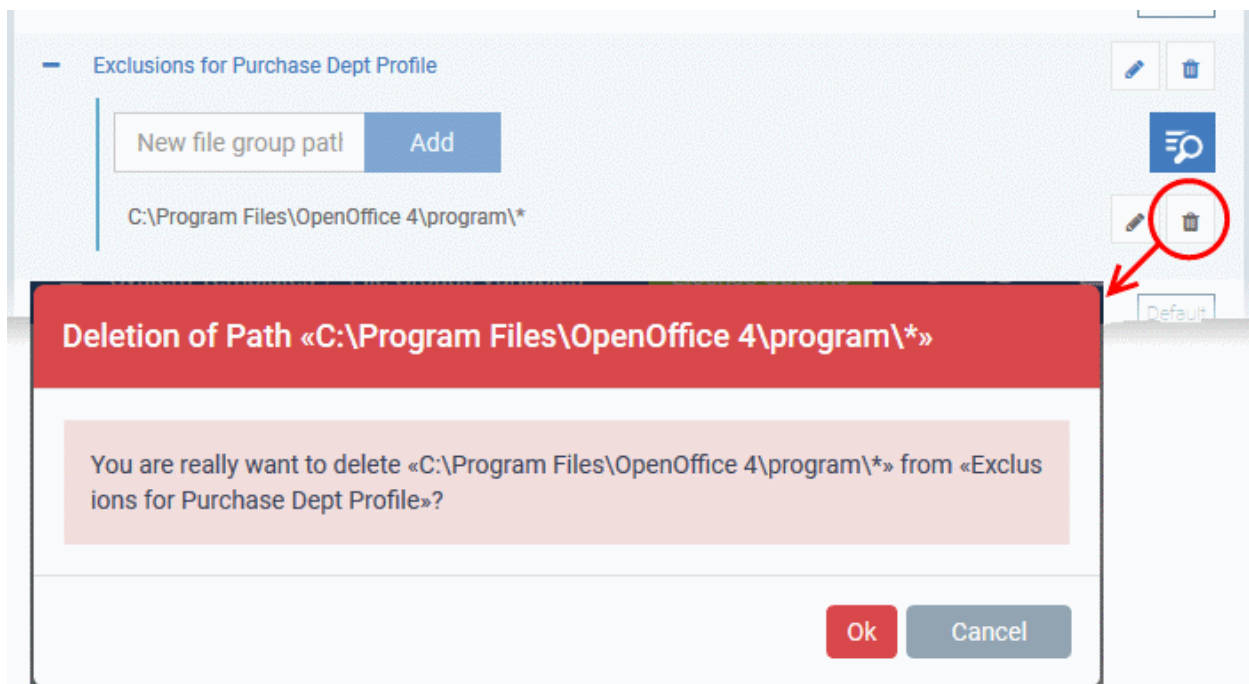 Exclusions for Purchase Dept Profile
New file group path
Add
C:\Program Files\OpenOffice 4\program\*
Default
Deletion of Path «C:\Program Files\OpenOffice 4\program\*»
You are really want to delete «C:\Program Files\OpenOffice 4\program\*» from «Exclus
ions for Purchase Dept Profile»?
Ok
Cancel